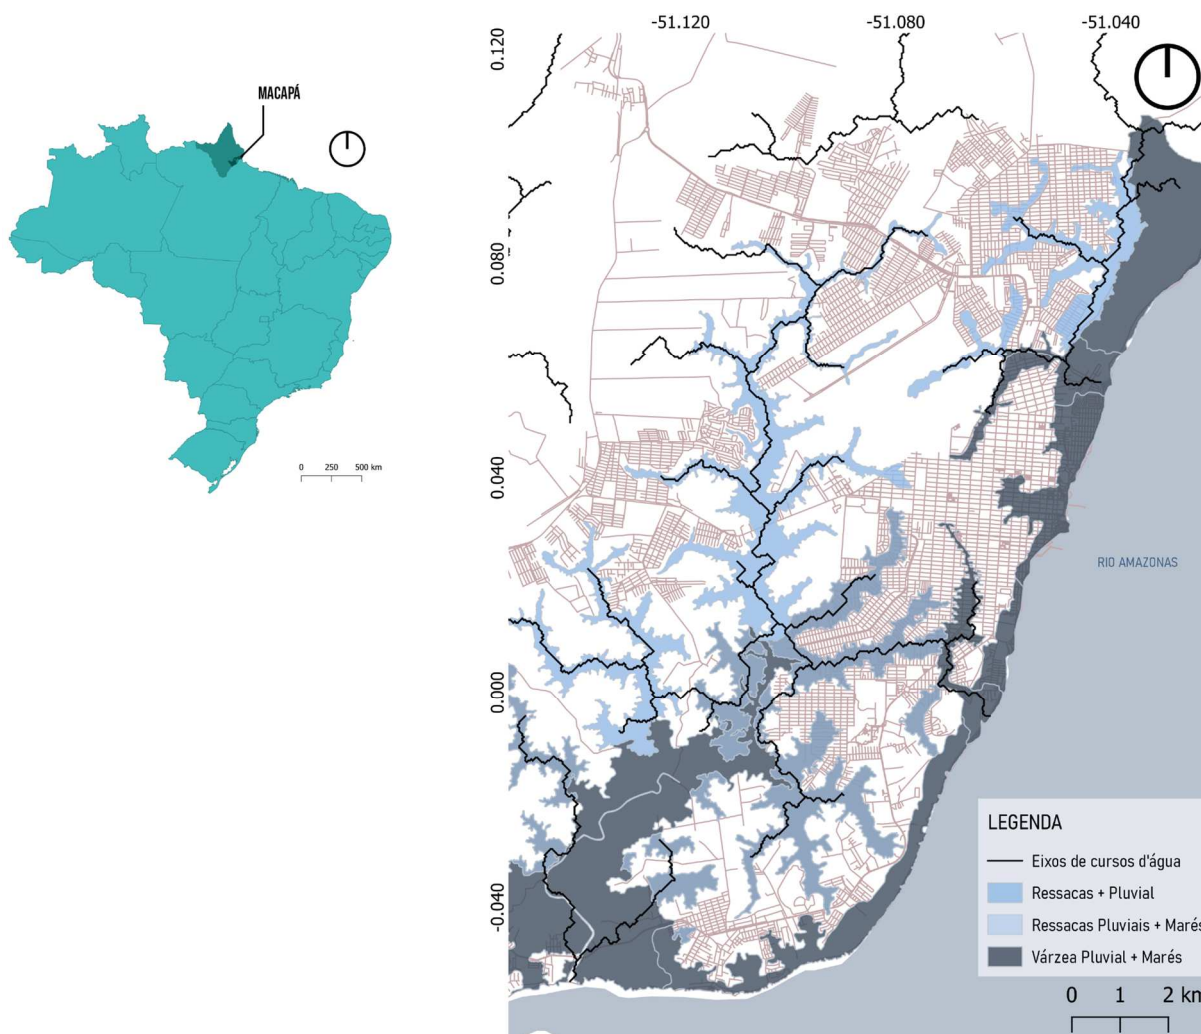 MACAPÁ
0 250 500 km
-51.120 -51.080 -51.040
0.120
0.080
0.040
0.000
-0.040
RIO AMAZONAS
LEGENDA
Eixos de cursos d'água
Ressacas + Pluvial
Ressacas Pluviais + Marés
Várzea Pluvial + Marés
0 1 2 km